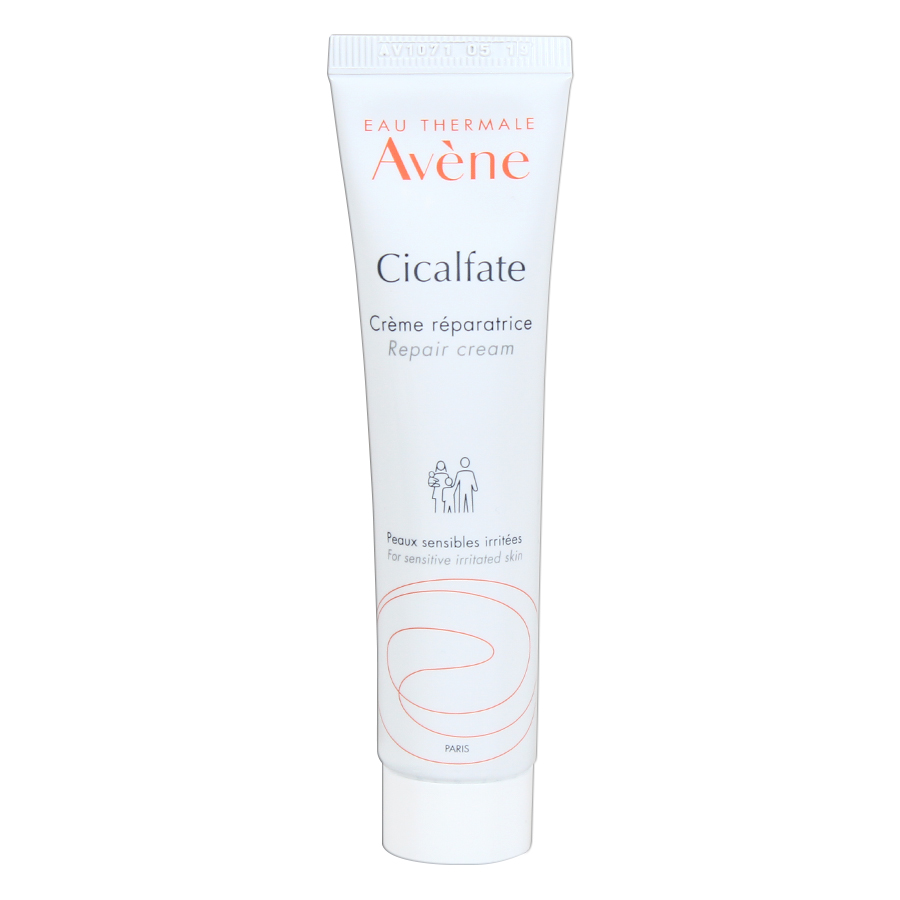 AV1071 05 19
EAU THERMALE
Avène
Cicalfate
Crème réparatrice
Repair cream
Peaux sensibles irritées
For sensitive irritated skin
PARIS